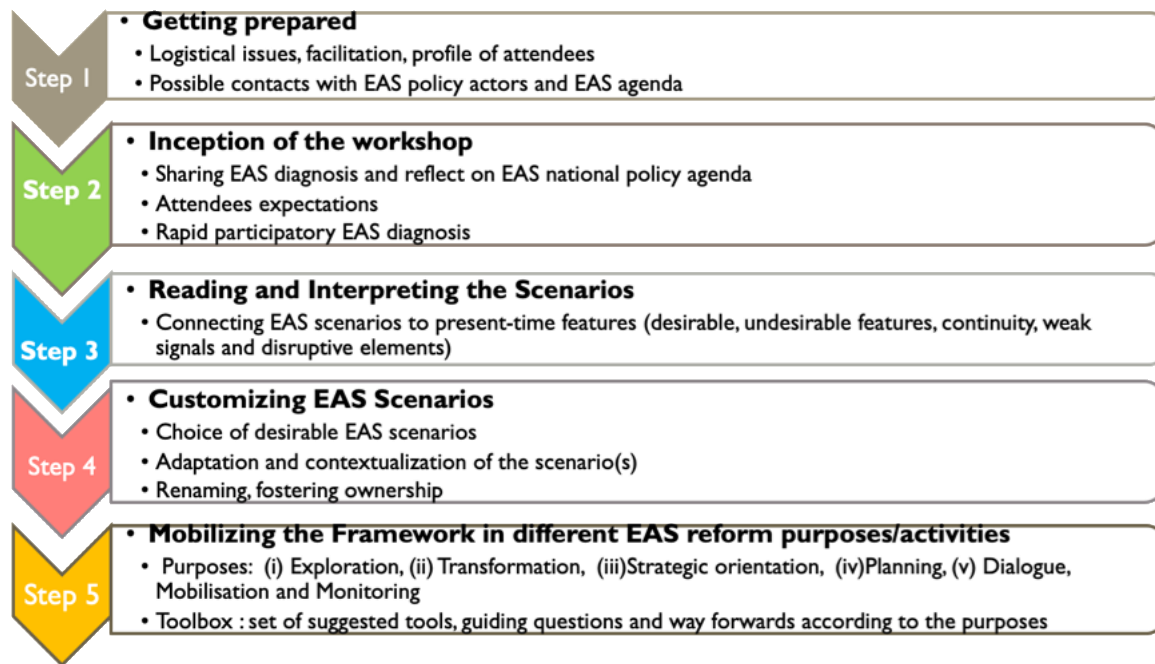 • Getting prepared
• Logistical issues, facilitation, profile of attendees
Step 1
• Possible contacts with EAS policy actors and EAS agenda
• Inception of the workshop
• Sharing EAS diagnosis and reflect on EAS national policy agenda
Step 2
• Attendees expectations
• Rapid participatory EAS diagnosis
• Reading and Interpreting the Scenarios
• Connecting EAS scenarios to present-time features (desirable, undesirable features, continuity, weak
signals and disruptive elements)
Step 3
• Customizing EAS Scenarios
• Choice of desirable EAS scenarios
• Adaptation and contextualization of the scenario(s)
Step 4
• Renaming, fostering ownership
• Mobilizing the Framework in different EAS reform purposes/activities
• Purposes: (i) Exploration, (ii) Transformation, (iii)Strategic orientation, (iv)Planning, (v) Dialogue,
Mobilisation and Monitoring
Step 5
• Toolbox : set of suggested tools, guiding questions and way forwards according to the purposes